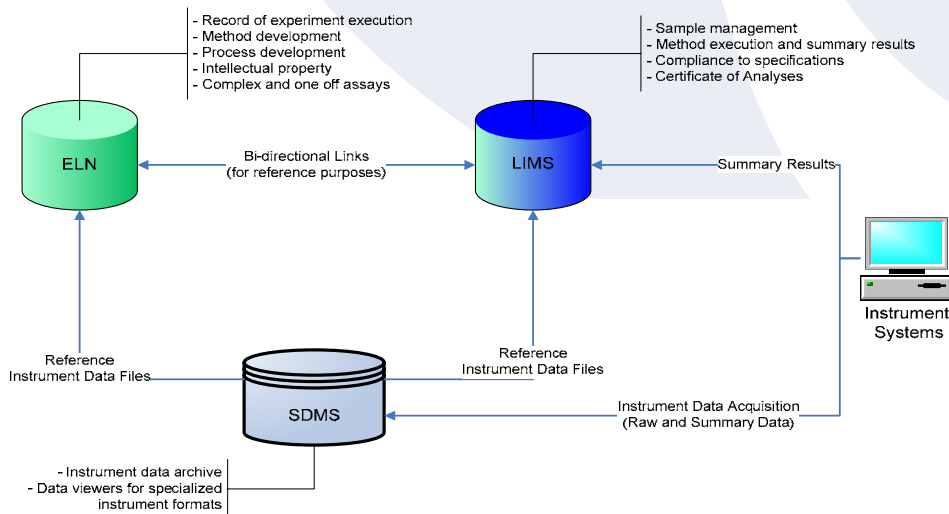 - Record of experiment execution
- Method development
- Process development
- Intellectual property
- Complex and one off assays
- Sample management
- Method execution and summary results
- Compliance to specifications
- Certificate of Analyses
ELN
Bi-directional Links
(for reference purposes)
LIMS
Summary Results
Instrument
Systems
Reference
Instrument Data Files
Reference
Instrument Data Files
SDMS
Instrument Data Acquisition
(Raw and Summary Data)
- Instrument data archive
- Data viewers for specialized
instrument formats